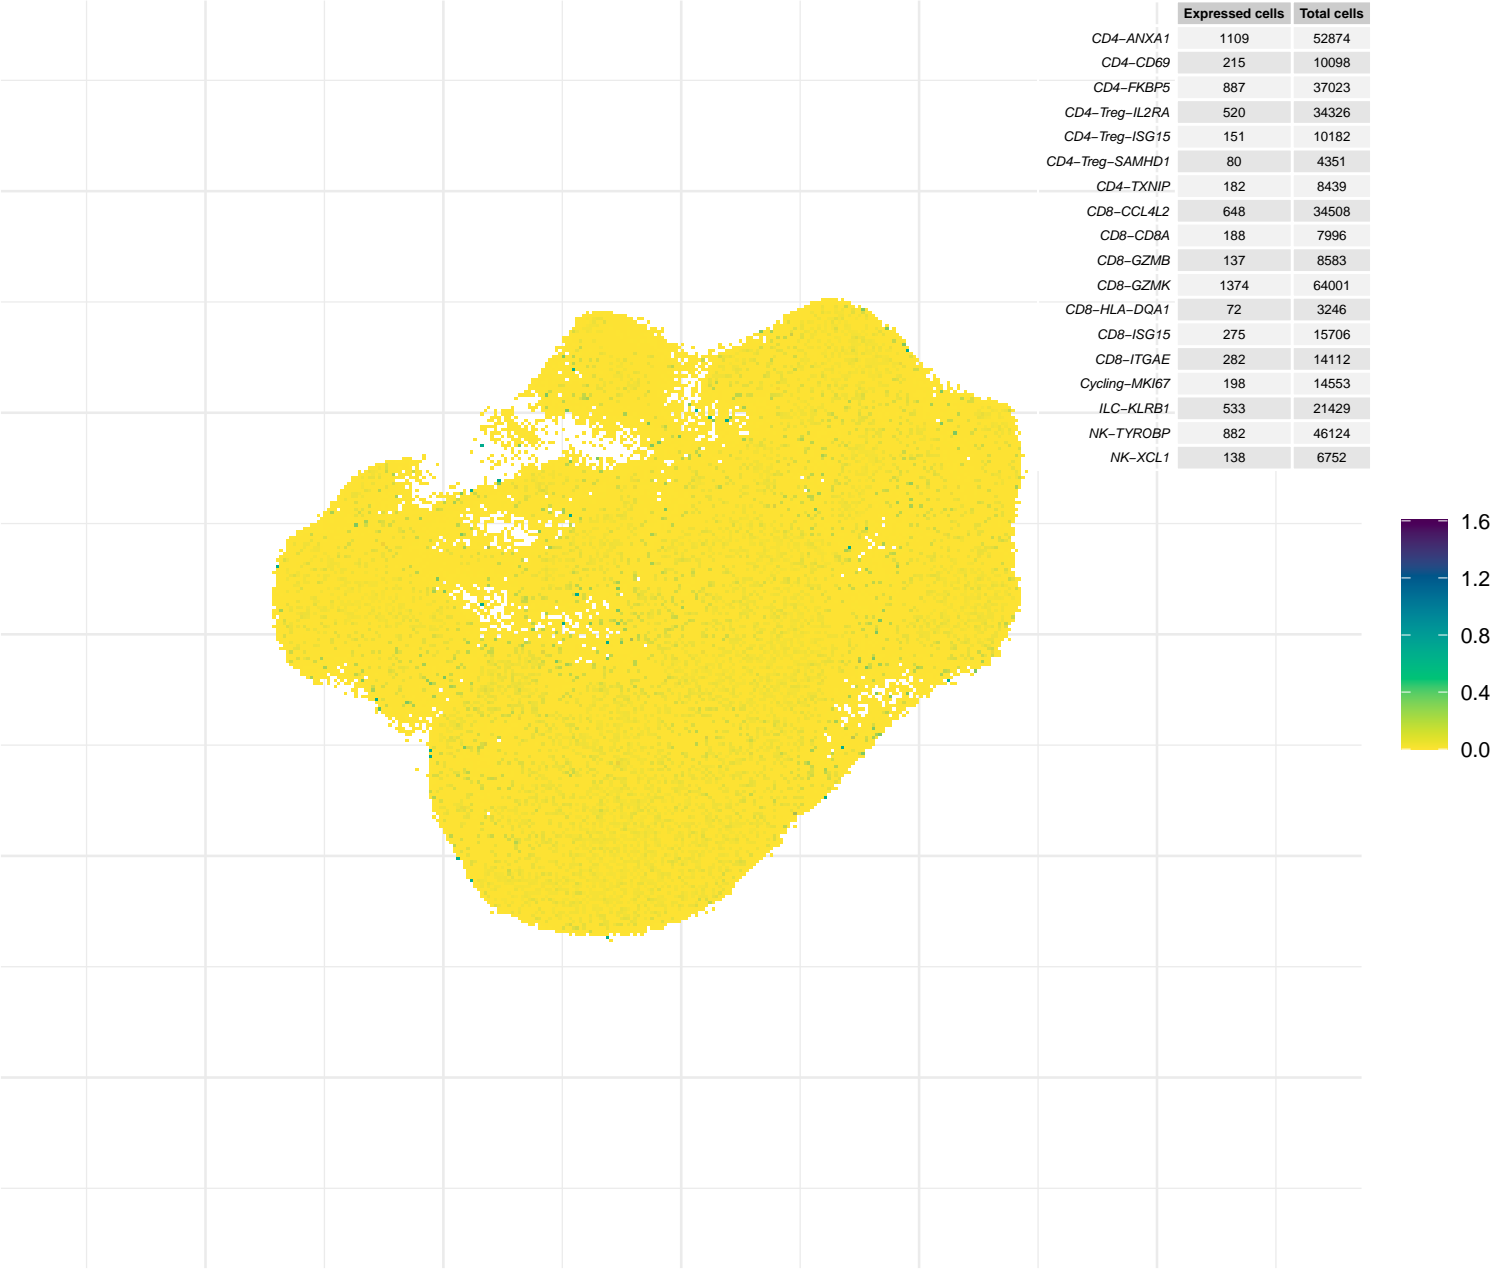 Expressed cells Total cells
CD4−ANXA1 1109 52874
CD4−CD69 215 10098
CD4−FKBP5 887 37023
CD4−Treg−IL2RA 520 34326
CD4−Treg−ISG15 151 10182
CD4−Treg−SAMHD1 80 4351
CD4−TXNIP 182 8439
CD8−CCL4L2 648 34508
CD8−CD8A 188 7996
CD8−GZMB 137 8583
CD8−GZMK 1374 64001
CD8−HLA−DQA1 72 3246
CD8−ISG15 275 15706
CD8−ITGAE 282 14112
Cycling−MKI67 198 14553
ILC−KLRB1 533 21429
NK−TYROBP 882 46124
NK−XCL1 138 6752
1.6
1.2
0.8
0.4
0.0